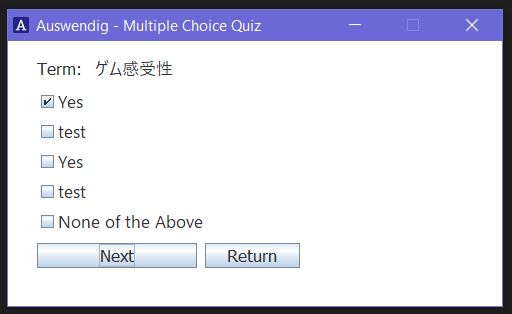 A Auswendig - Multiple Choice Quiz
Term: ゲム感受性
Yes
test
Yes
test
None of the Above
Next Return